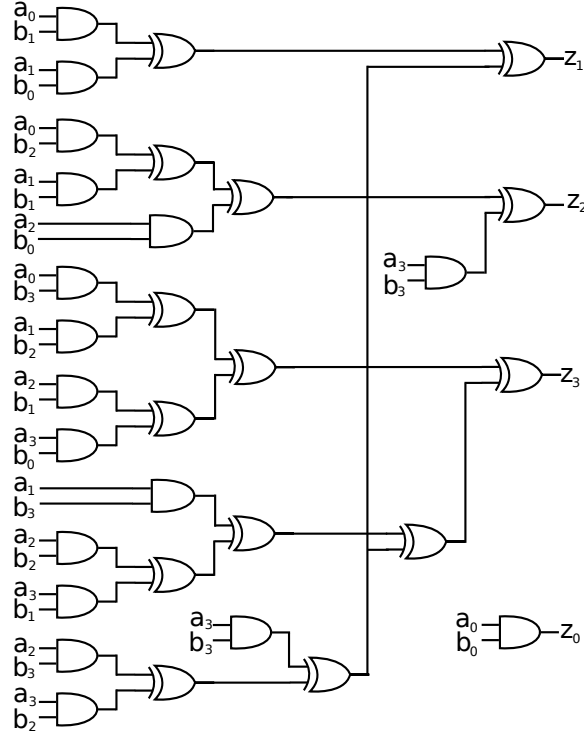 a₀
b₁
z₁
a₁
b₀
a₀
b₂
a₁
b₁
z₂
a₂
b₀
a₃
b₃
a₀
b₃
a₁
b₂
z₃
a₂
b₁
a₃
b₀
a₁
b₃
a₂
b₂
a₃
b₁
a₃
b₃
a₀
b₀
z₀
a₂
b₃
a₃
b₂